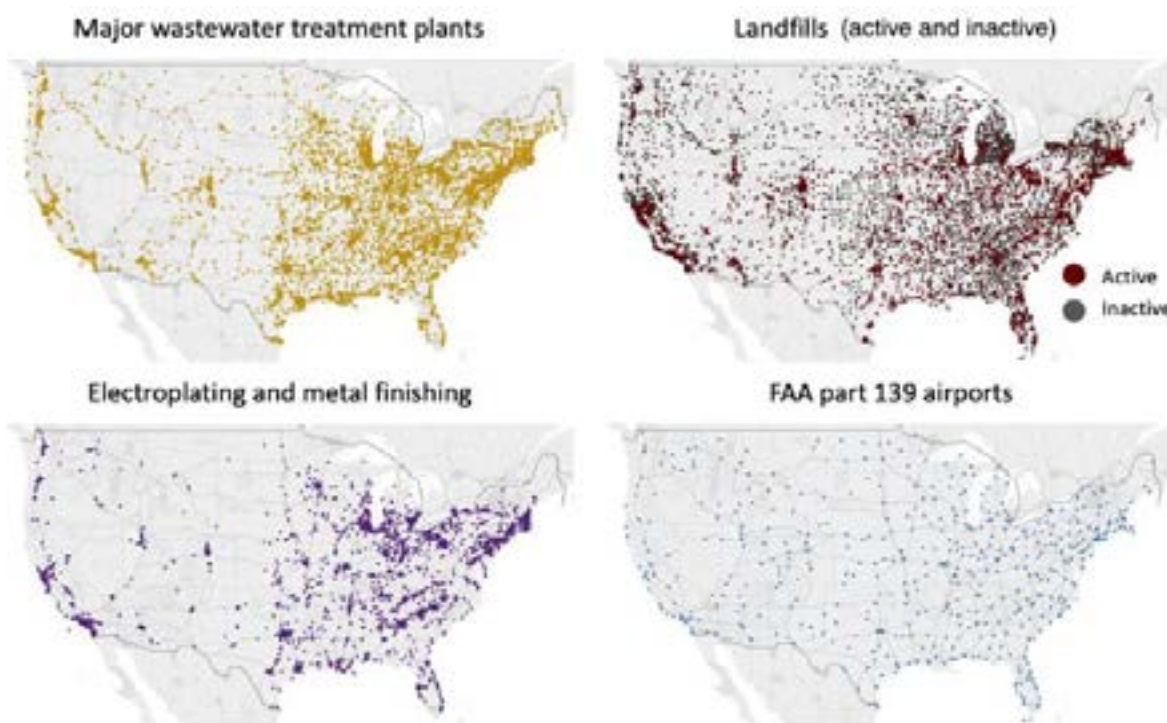 Major wastewater treatment plants
Landfills (active and inactive)
Active
Inactive
Electroplating and metal finishing
FAA part 139 airports